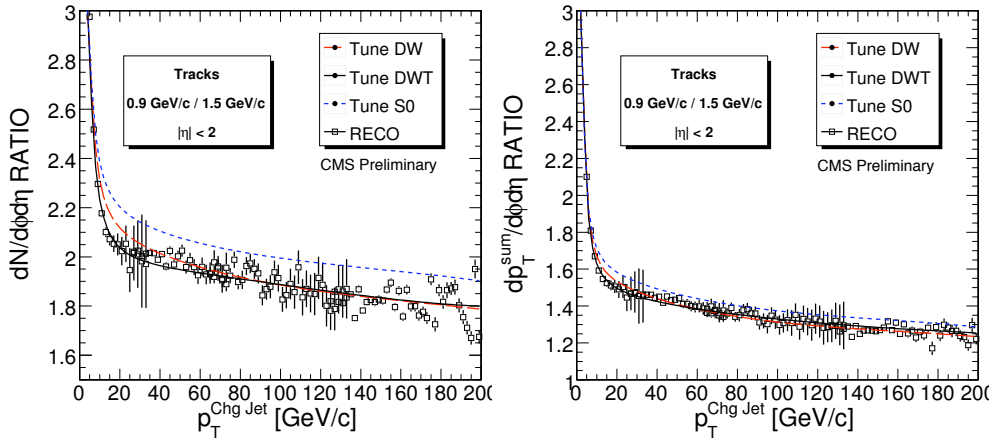 dN/dϕdη RATIO
3
2.8
2.6
2.4
2.2
2
1.8
1.6
Tracks
0.9 GeV/c / 1.5 GeV/c
|η| < 2
Tune DW
Tune DWT
Tune S0
RECO
CMS Preliminary
0 20 40 60 80 100 120 140 160 180 200
p_T^Chg Jet [GeV/c]
dp_T^sum/dϕdη RATIO
3
2.8
2.6
2.4
2.2
2
1.8
1.6
1.4
1.2
1
Tracks
0.9 GeV/c / 1.5 GeV/c
|η| < 2
Tune DW
Tune DWT
Tune S0
RECO
CMS Preliminary
0 20 40 60 80 100 120 140 160 180 200
p_T^Chg Jet [GeV/c]